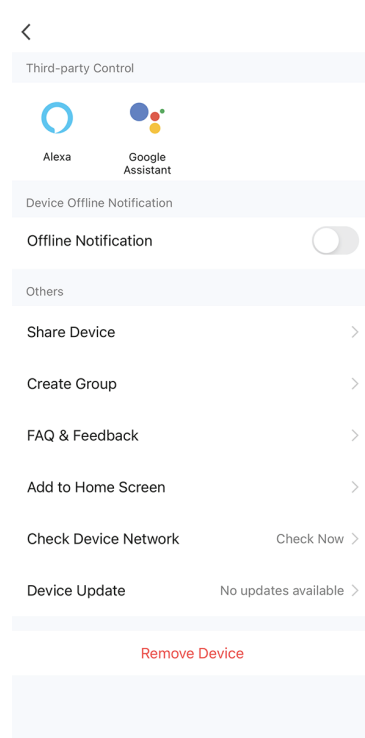 Third-party Control
Alexa
Google
Assistant
Device Offline Notification
Offline Notification
Others
Share Device
Create Group
FAQ & Feedback
Add to Home Screen
Check Device Network Check Now
Device Update No updates available
Remove Device